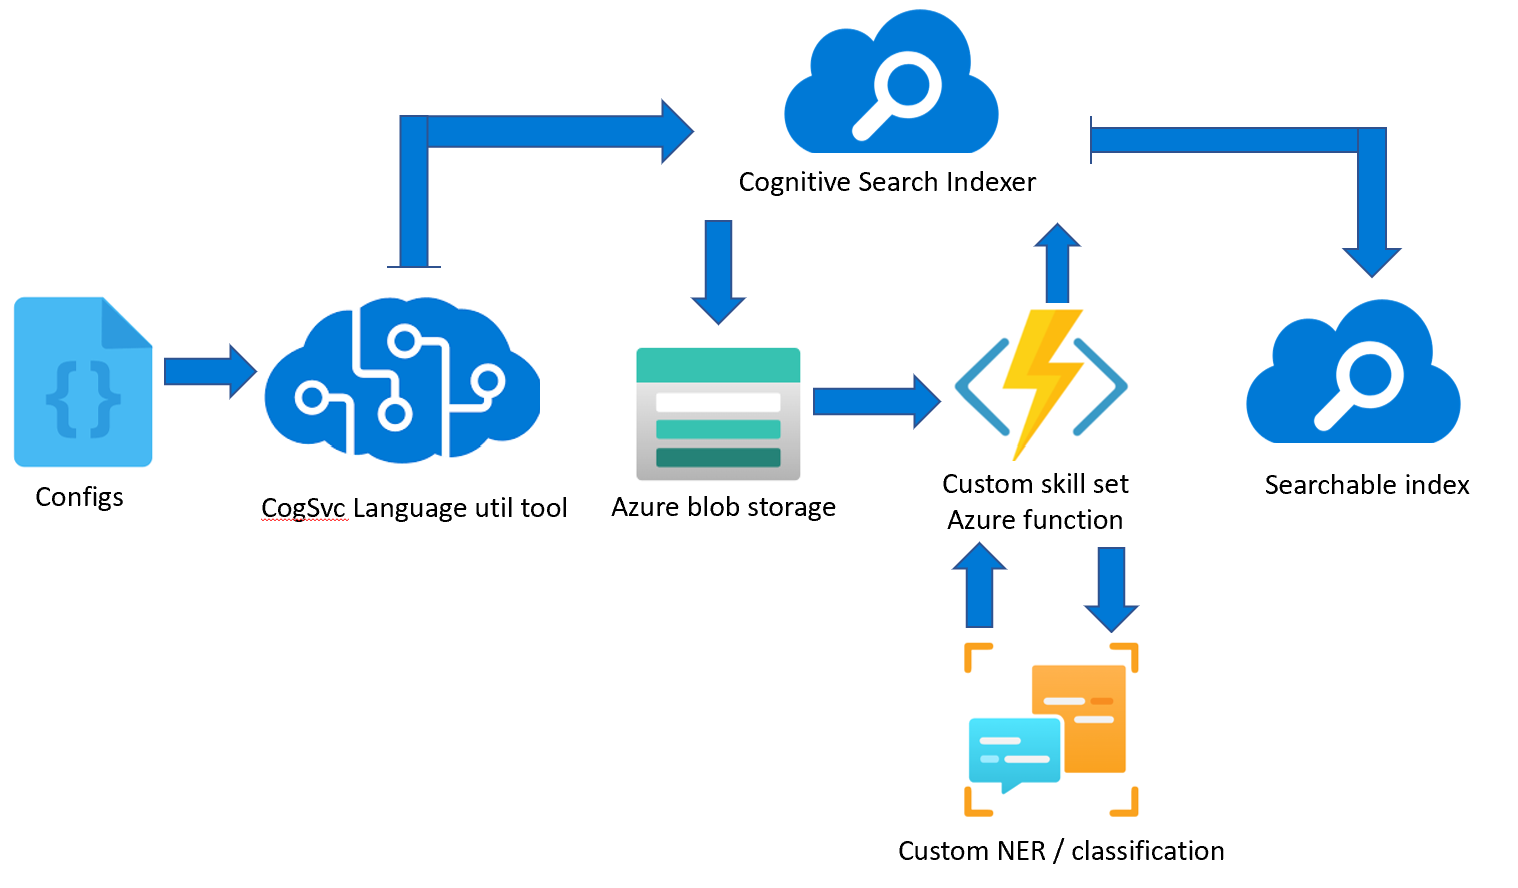 Cognitive Search Indexer
Configs
CogSvc Language util tool
Azure blob storage
Custom skill set
Azure function
Searchable index
Custom NER / classification